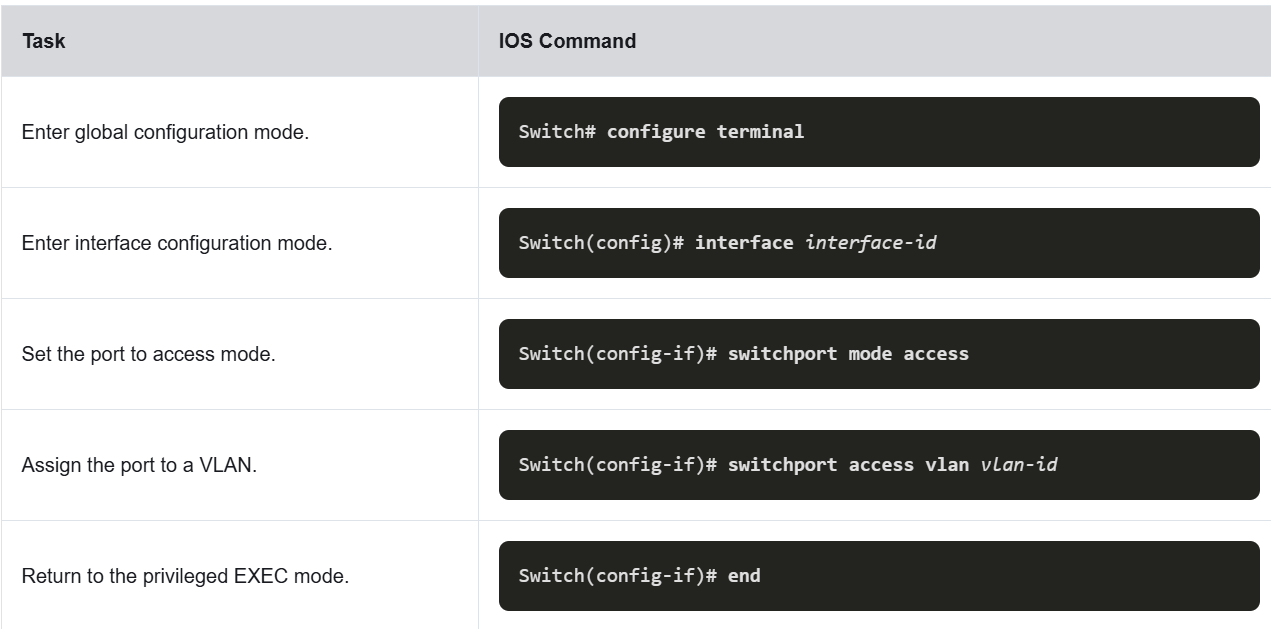 Task IOS Command
Enter global configuration mode. Switch# configure terminal
Enter interface configuration mode. Switch(config)# interface interface-id
Set the port to access mode. Switch(config-if)# switchport mode access
Assign the port to a VLAN. Switch(config-if)# switchport access vlan vlan-id
Return to the privileged EXEC mode. Switch(config-if)# end